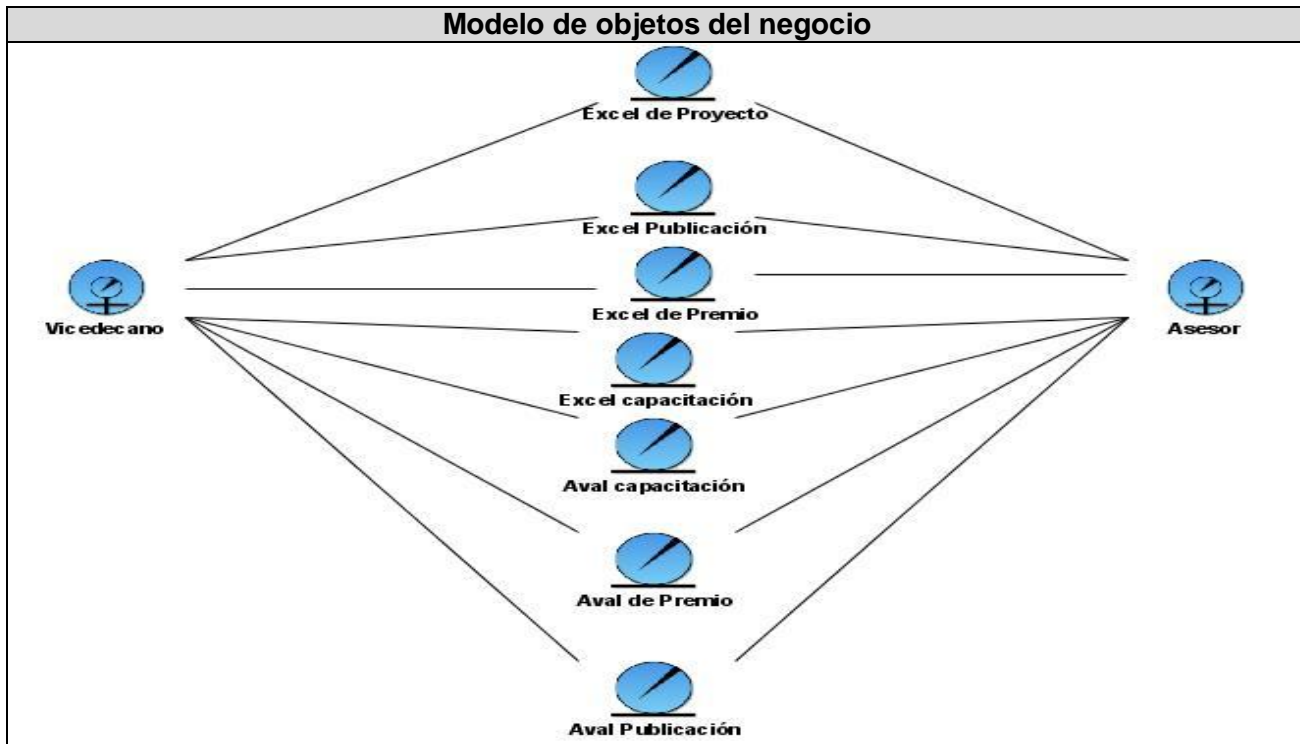 Modelo de objetos del negocio
Excel de Proyecto
Excel Publicación
Vicedecano
Excel de Premio
Asesor
Excel capacitación
Aval capacitación
Aval de Premio
Aval Publicación